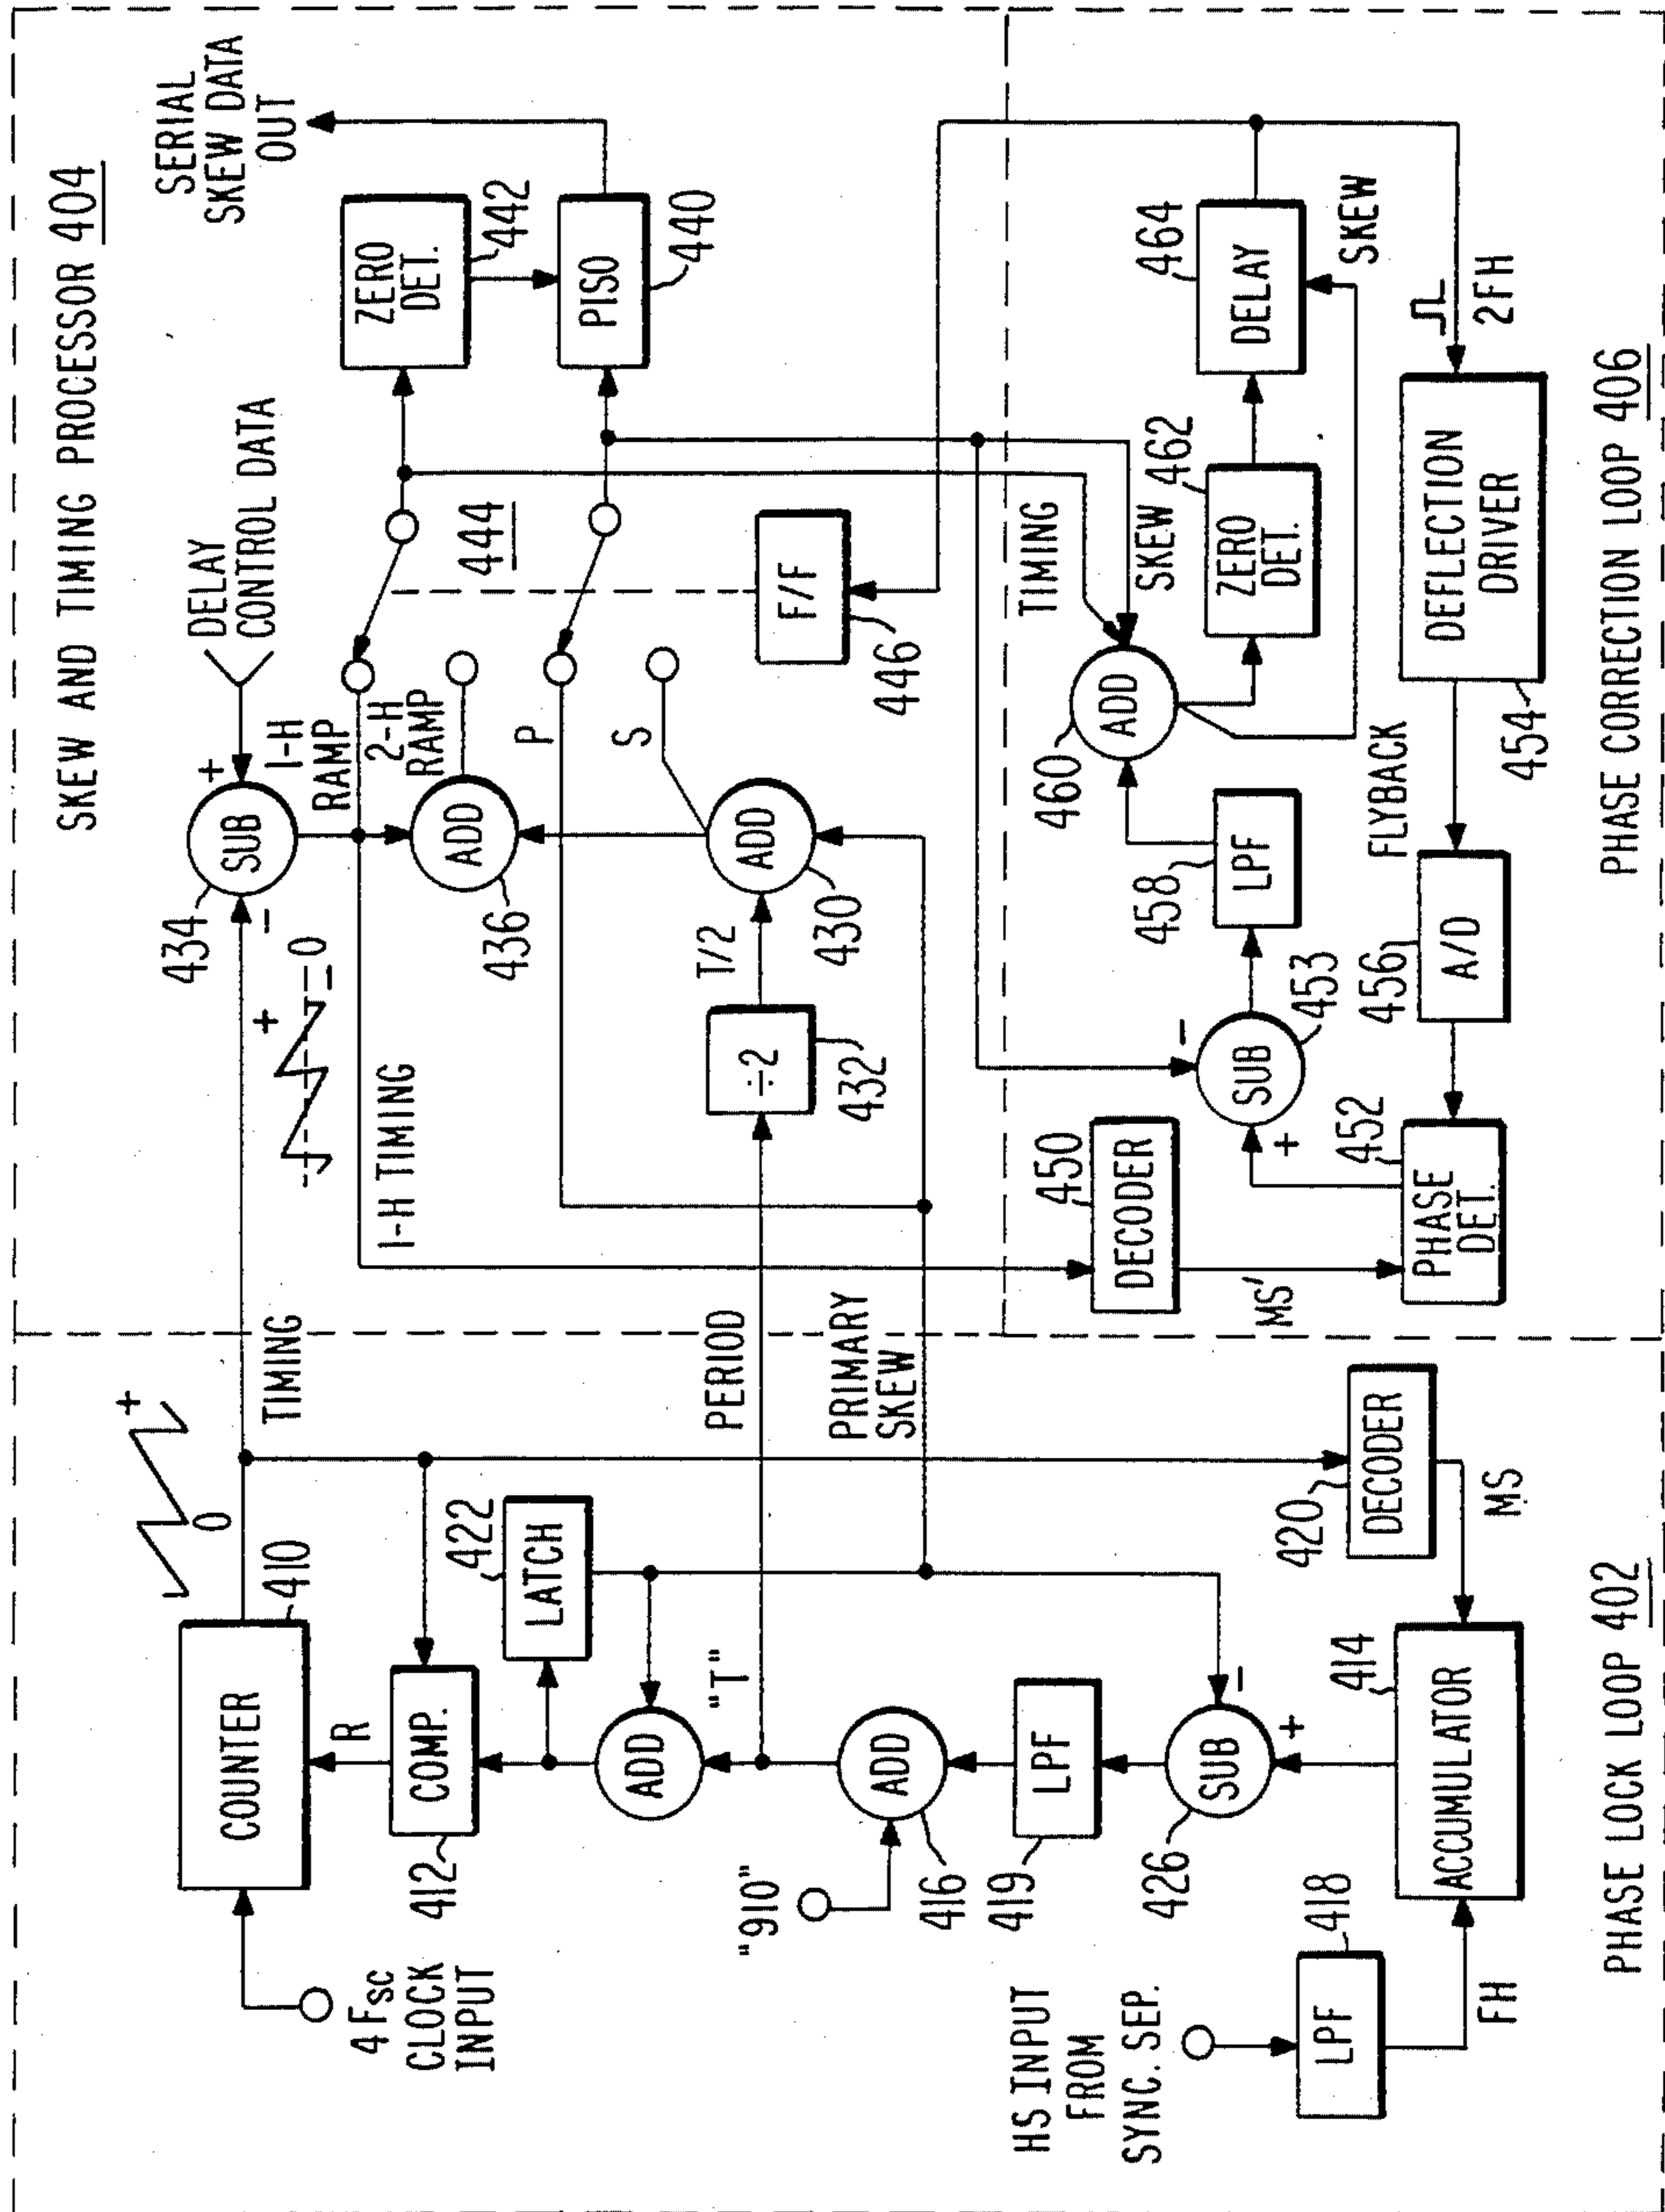 SKEW AND TIMING PROCESSOR 404
SERIAL
SKEW DATA
OUT
DELAY
CONTROL DATA
ZERO
DET.
442
PISO
440
444
F/F
446
434
SUB
+
-
1-H
RAMP
2-H
RAMP
ADD
436
P
S
ADD
430
T/2
÷2
432
+
-
0
1-H TIMING
TIMING
PERIOD
PRIMARY
SKEW
+
0
COUNTER
410
4 FSC
CLOCK
INPUT
R
COMP.
412
LATCH
422
ADD
"T"
"910"
ADD
416
LPF
419
SUB
426
+
-
HS INPUT
FROM
SYNC. SEP.
LPF
418
FH
ACCUMULATOR
414
DECODER
420
MS
PHASE LOCK LOOP 402
DECODER
450
MS'
PHASE
DET.
452
+
-
SUB
453
LPF
458
A/D
456
FLYBACK
ADD
460
TIMING
SKEW
ZERO
DET.
462
DELAY
464
SKEW
DEFLECTION
DRIVER
454
2FH
PHASE CORRECTION LOOP 406